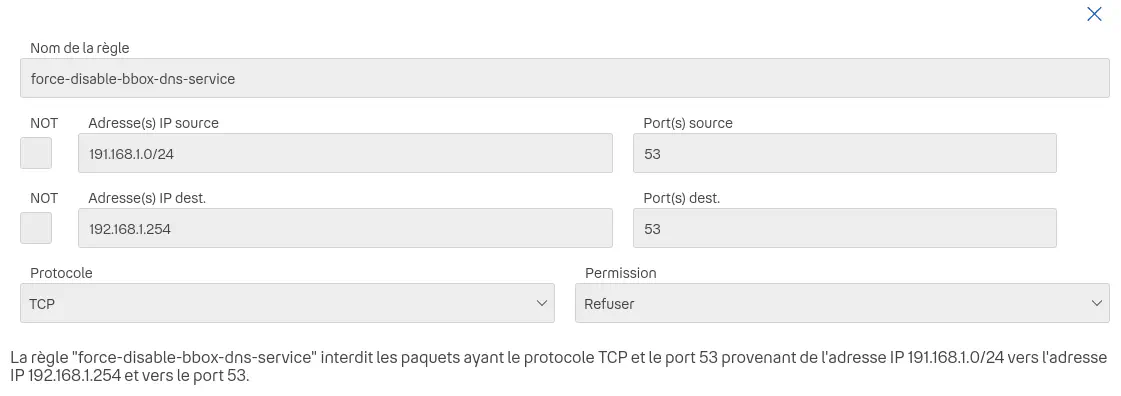 Nom de la règle
force-disable-bbox-dns-service
NOT Adresse(s) IP source Port(s) source
191.168.1.0/24 53
NOT Adresse(s) IP dest. Port(s) dest.
192.168.1.254 53
Protocole Permission
TCP Refuser
La règle "force-disable-bbox-dns-service" interdit les paquets ayant le protocole TCP et le port 53 provenant de l'adresse IP 191.168.1.0/24 vers l'adresse
IP 192.168.1.254 et vers le port 53.